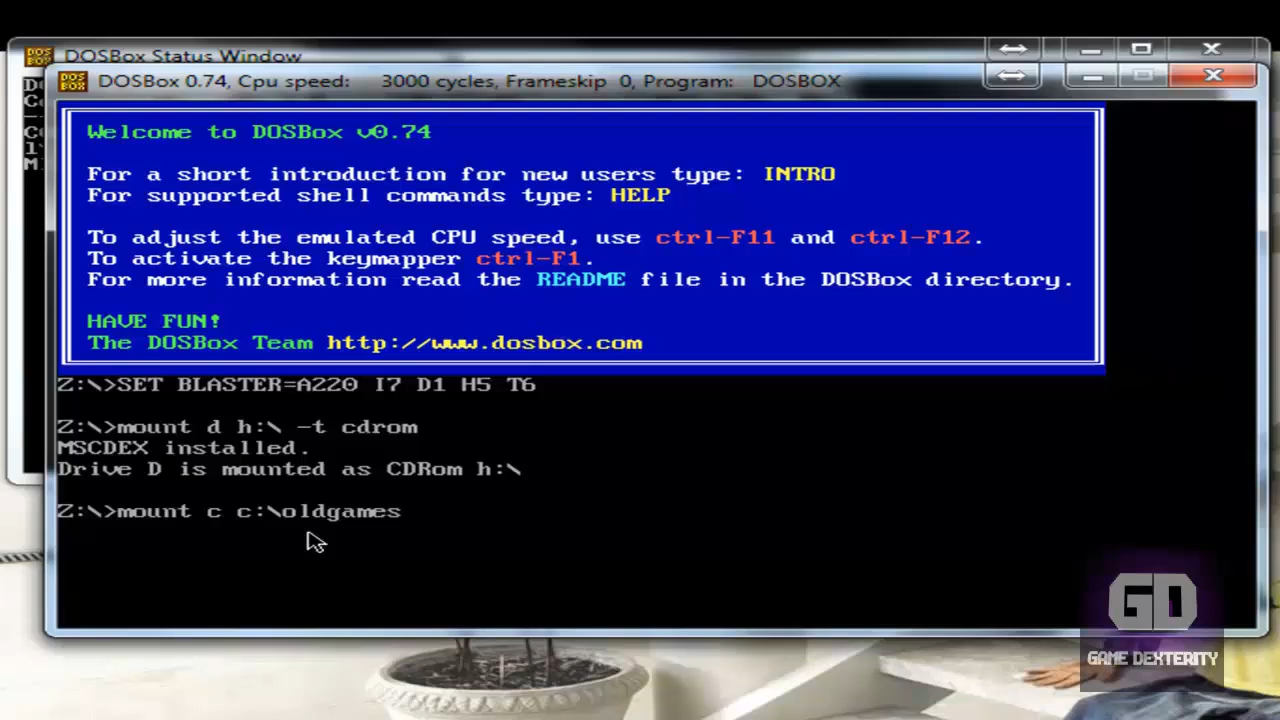 DOSBox Status Window
DOSBox 0.74, Cpu speed: 3000 cycles, Frameskip 0, Program: DOSBOX
Welcome to DOSBox v0.74
For a short introduction for new users type: INTRO
For supported shell commands type: HELP
To adjust the emulated CPU speed, use ctrl-F11 and ctrl-F12.
To activate the keymapper ctrl-F1.
For more information read the README file in the DOSBox directory.
HAVE FUN!
The DOSBox Team http://www.dosbox.com
Z:\>SET BLASTER=A220 I7 D1 H5 T6
Z:\>mount d h:\ -t cdrom
MSCDEX installed.
Drive D is mounted as CDRom h:\
Z:\>mount c c:\oldgames
GD
GAME DEXTERITY